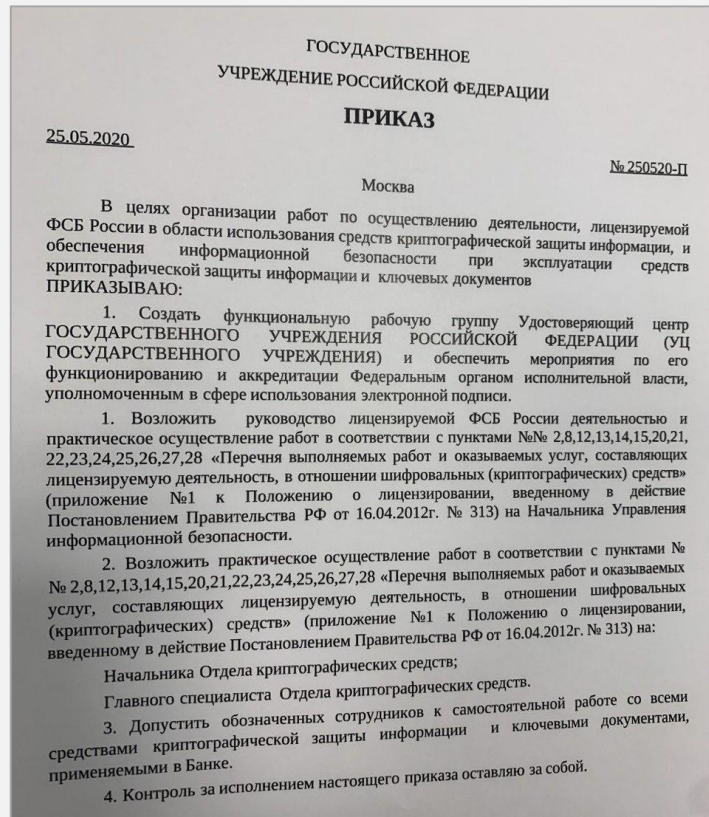 ГОСУДАРСТВЕННОЕ
УЧРЕЖДЕНИЕ РОССИЙСКОЙ ФЕДЕРАЦИИ
ПРИКАЗ
25.05.2020
№ 250520-П
Москва
В целях организации работ по осуществлению деятельности, лицензируемой
ФСБ России в области использования средств криптографической защиты информации, и
обеспечения информационной безопасности при эксплуатации средств
криптографической защиты информации и ключевых документов
ПРИКАЗЫВАЮ:
1. Создать функциональную рабочую группу Удостоверяющий центр
ГОСУДАРСТВЕННОГО УЧРЕЖДЕНИЯ РОССИЙСКОЙ ФЕДЕРАЦИИ (УЦ
ГОСУДАРСТВЕННОГО УЧРЕЖДЕНИЯ) и обеспечить мероприятия по его
функционированию и аккредитации Федеральным органом исполнительной власти,
уполномоченным в сфере использования электронной подписи.
1. Возложить руководство лицензируемой ФСБ России деятельностью и
практическое осуществление работ в соответствии с пунктами №№ 2,8,12,13,14,15,20,21,
22,23,24,25,26,27,28 «Перечня выполняемых работ и оказываемых услуг, составляющих
лицензируемую деятельность, в отношении шифровальных (криптографических) средств»
(приложение №1 к Положению о лицензировании, введенному в действие
Постановлением Правительства РФ от 16.04.2012г. № 313) на Начальника Управления
информационной безопасности.
2. Возложить практическое осуществление работ в соответствии с пунктами №
№ 2,8,12,13,14,15,20,21,22,23,24,25,26,27,28 «Перечня выполняемых работ и оказываемых
услуг, составляющих лицензируемую деятельность, в отношении шифровальных
(криптографических) средств» (приложение №1 к Положению о лицензировании,
введенному в действие Постановлением Правительства РФ от 16.04.2012г. № 313) на:
Начальника Отдела криптографических средств;
Главного специалиста Отдела криптографических средств.
3. Допустить обозначенных сотрудников к самостоятельной работе со всеми
средствами криптографической защиты информации и ключевыми документами,
применяемыми в Банке.
4. Контроль за исполнением настоящего приказа оставляю за собой.